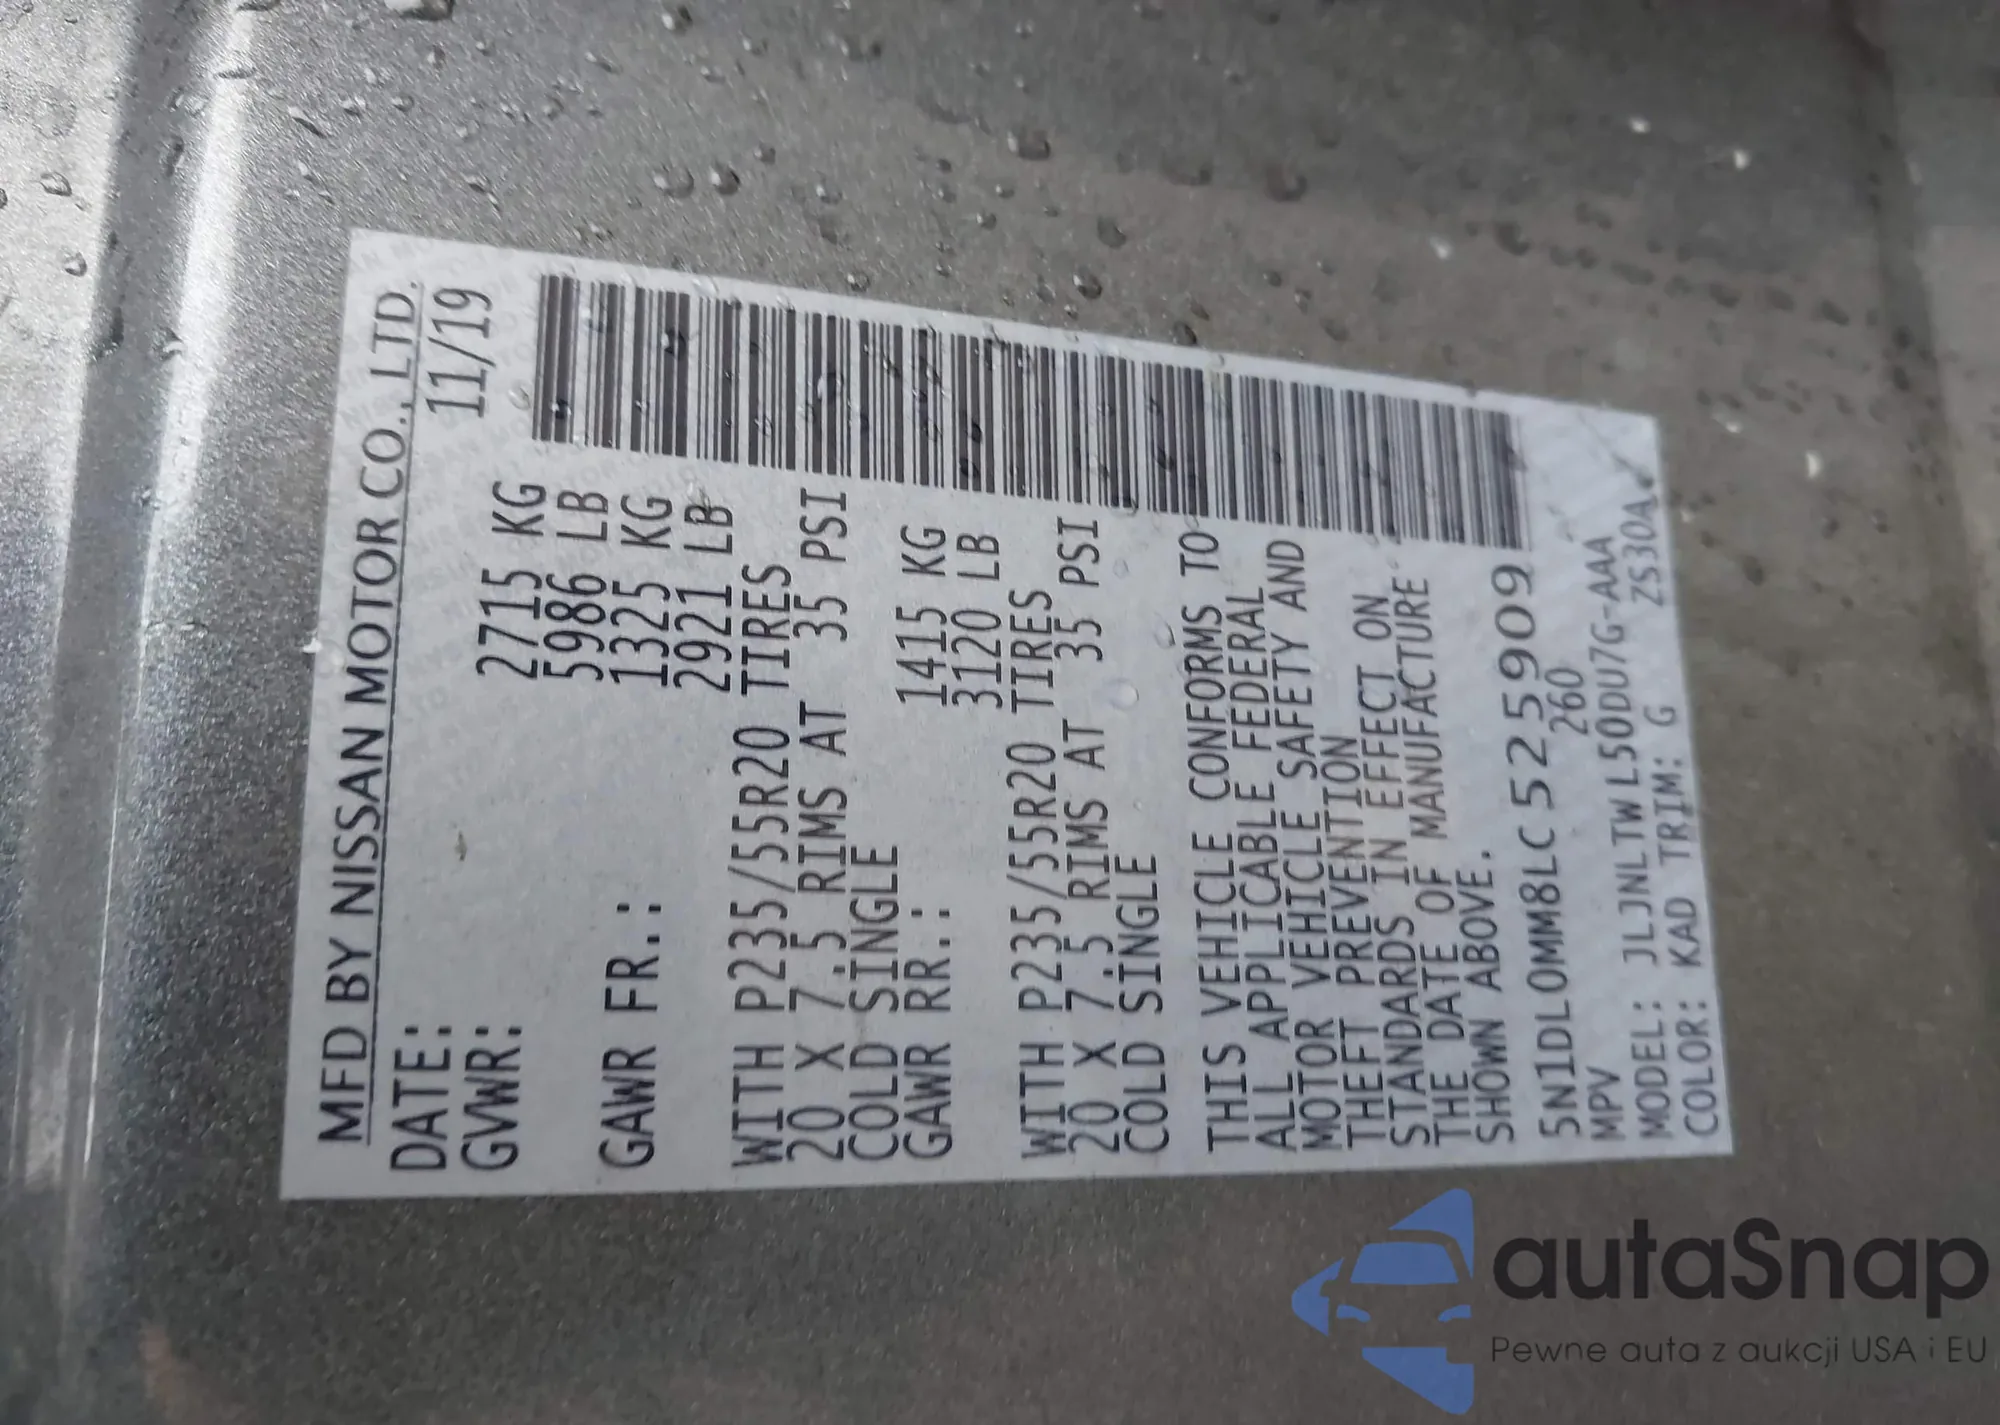 MFD BY NISSAN MOTOR CO., LTD.
DATE: 11/19
GVWR: 2715 KG
5986 LB
GAWR FR.: 1325 KG
2921 LB
WITH P235/55R20 TIRES
20 X 7.5 RIMS AT 35 PSI
COLD SINGLE
GAWR RR.: 1415 KG
3120 LB
WITH P235/55R20 TIRES
20 X 7.5 RIMS AT 35 PSI
COLD SINGLE
THIS VEHICLE CONFORMS TO
ALL APPLICABLE FEDERAL
MOTOR VEHICLE SAFETY AND
THEFT PREVENTION
STANDARDS IN EFFECT ON
THE DATE OF MANUFACTURE
SHOWN ABOVE.
5N1DL0MM8LC525909
MPV 260
MODEL: JLJNLTWL50DU7G-AAA
COLOR: KAD TRIM: G ZS30A
autaSnap
Pewne auta z aukcji USA i EU